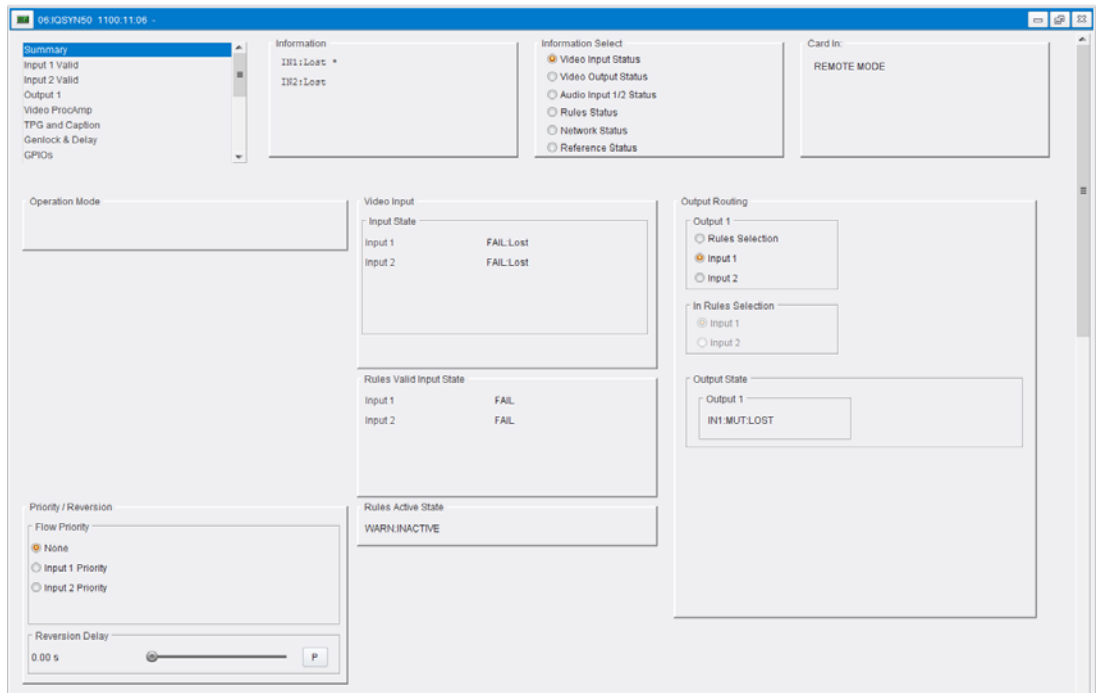 06:IQSYN50 1100:11:06 -
Summary
Input 1 Valid
Input 2 Valid
Output 1
Video ProcAmp
TPG and Caption
Genlock & Delay
GPIOs
Information
IN1:Lost *
IN2:Lost
Information Select
Video Input Status
Video Output Status
Audio Input 1/2 Status
Rules Status
Network Status
Reference Status
Card In:
REMOTE MODE
Operation Mode
Video Input
Input State
Input 1 FAIL:Lost
Input 2 FAIL:Lost
Output Routing
Output 1
Rules Selection
Input 1
Input 2
In Rules Selection
Input 1
Input 2
Rules Valid Input State
Input 1 FAIL
Input 2 FAIL
Output State
Output 1
IN1:MUT:LOST
Priority / Reversion
Flow Priority
None
Input 1 Priority
Input 2 Priority
Rules Active State
WARN:INACTIVE
Reversion Delay
0.00 s P